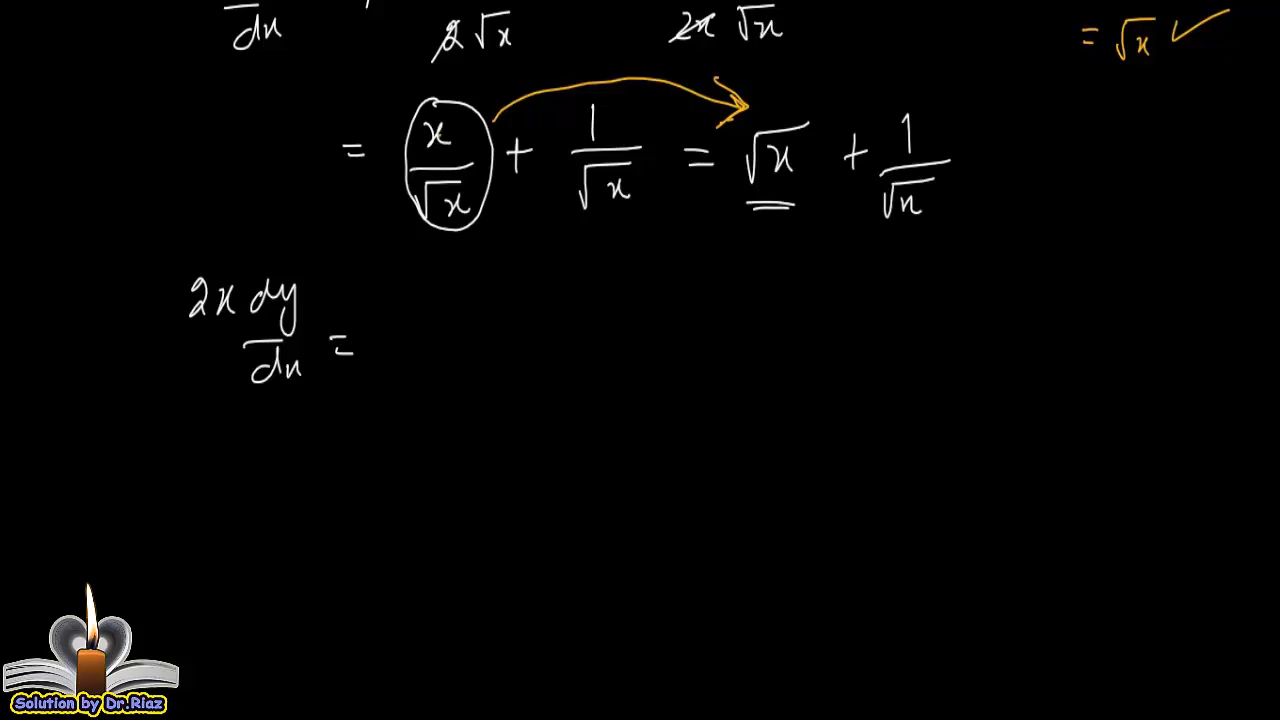 dx 2√x 2x √x = √x ✓
= x/√x + 1/√x = √x + 1/√x
2x dy/dx =
Solution by Dr.Riaz